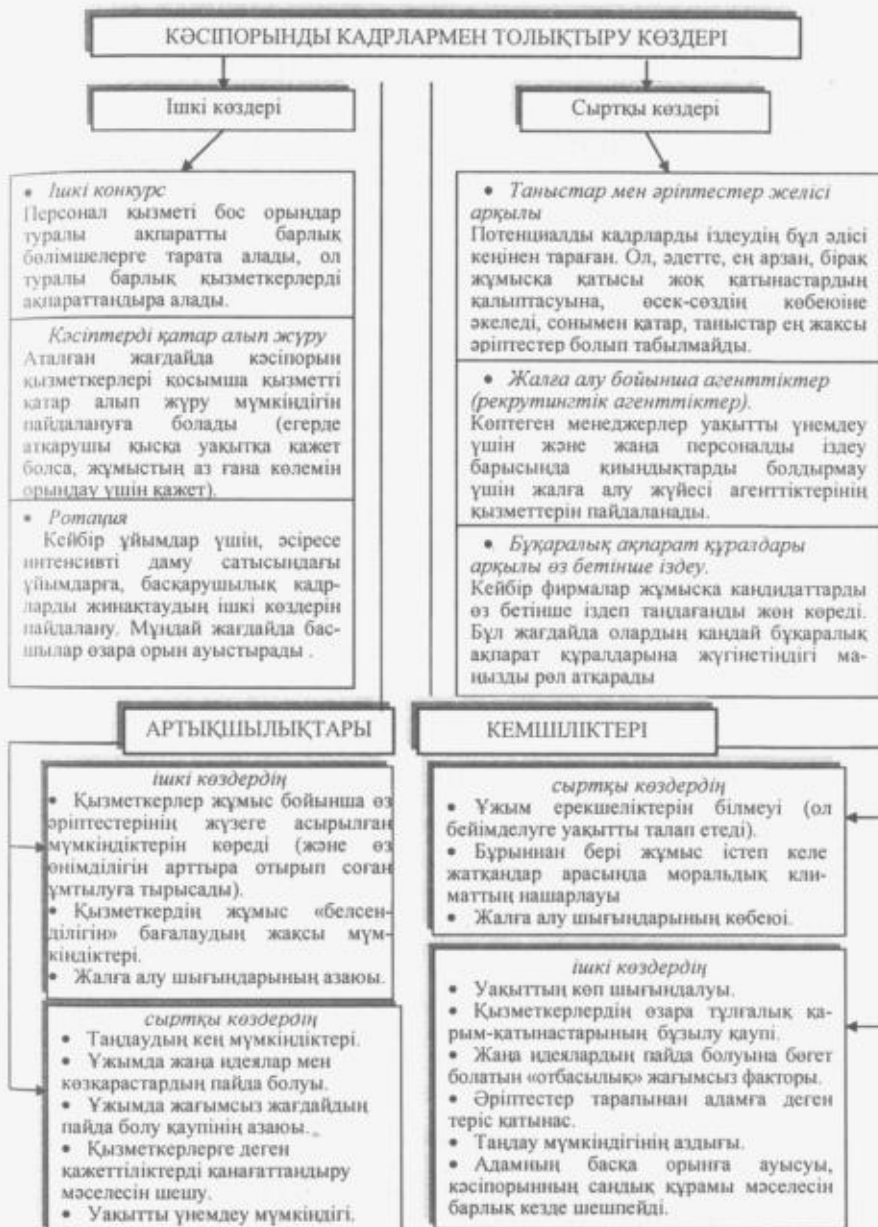 КӘСІПОРЫНДЫ КАДРЛАРМЕН ТОЛЫҚТЫРУ КӨЗДЕРІ
Ішкі көздері
• Ішкі конкурс
Персонал қызметі бос орындар
туралы ақпаратты барлық
бөлімшелерге тарата алады, ол
туралы барлық қызметкерлерді
ақпараттандыра алады.
Кәсіптерді қатар алып жүру
Аталған жағдайда кәсіпорын
қызметкерлері қосымша қызметті
қатар алып жүру мүмкіндігін
пайдалануға болады (егерде
атқарушы қысқа уақытқа қажет
болса, жұмыстың аз ғана көлемін
орындау үшін қажет).
• Ротация
Кейбір ұйымдар үшін, әсіресе
интенсивті даму сатысындағы
ұйымдарға, басқарушылық кадр-
ларды жинақтаудың ішкі көздерін
пайдалану. Мұндай жағдайда бас-
шылар өзара орын ауыстырады .
Сыртқы көздері
• Таныстар мен әріптестер желісі
арқылы
Потенциалды кадрларды іздеудің бұл әдісі
кеңінен тараған. Ол, әдетте, ең арзан, бірақ
жұмысқа қатысы жоқ қатынастардың
қалыптасуына, өсек-сөздің көбеюіне
әкеледі, сонымен қатар, таныстар ең жақсы
әріптестер болып табылмайды.
• Жалға алу бойынша агенттіктер
(рекрутингтік агенттіктер).
Көптеген менеджерлер уақытты үнемдеу
үшін және жаңа персоналды іздеу
барысында қиындықтарды болдырмау
үшін жалға алу жүйесі агенттіктерінің
қызметтерін пайдаланады.
• Бұқаралық ақпарат құралдары
арқылы өз бетінше іздеу.
Кейбір фирмалар жұмысқа кандидаттарды
өз бетінше іздеп таңдағанды жөн көреді.
Бұл жағдайда олардың қандай бұқаралық
ақпарат құралдарына жүгінетіндігі ма-
ңызды рөл атқарады
АРТЫҚШЫЛЫҚТАРЫ
ішкі көздердің
• Қызметкерлер жұмыс бойынша өз
әріптестерінің жүзеге асырылған
мүмкіндіктерін көреді (және өз
өнімділігін арттыра отырып соған
ұмтылуға тырысады).
• Қызметкердің жұмыс «белсен-
ділігін» бағалаудың жақсы мүм-
кіндіктері.
• Жалға алу шығындарының азаюы.
сыртқы көздердің
• Таңдаудың кең мүмкіндіктері.
• Ұжымда жаңа идеялар мен
көзқарастардың пайда болуы.
• Ұжымда жағымсыз жағдайдың
пайда болу қаупінің азаюы.
• Қызметкерлерге деген
қажеттіліктерді қанағаттандыру
мәселесін шешу.
• Уақытты үнемдеу мүмкіндігі.
КЕМШІЛІКТЕРІ
сыртқы көздердің
• Ұжым ерекшеліктерін білмеуі (ол
бейімделуге уақытты талап етеді).
• Бұрыннан бері жұмыс істеп келе
жатқандар арасында моральдық кли-
маттың нашарлауы
• Жалға алу шығындарының көбеюі.
ішкі көздердің
• Уақыттың көп шығындалуы.
• Қызметкерлердің өзара тұлғалық қа-
рым-қатынастарының бұзылу қаупі.
• Жаңа идеялардың пайда болуына бөгет
болатын «отбасылық» жағымсыз факторы.
• Әріптестер тарапынан адамға деген
теріс қатынас.
• Таңдау мүмкіндігінің аздығы.
• Адамның басқа орынға ауысуы,
кәсіпорынның сандық құрамы мәселесін
барлық кезде шешпейді.